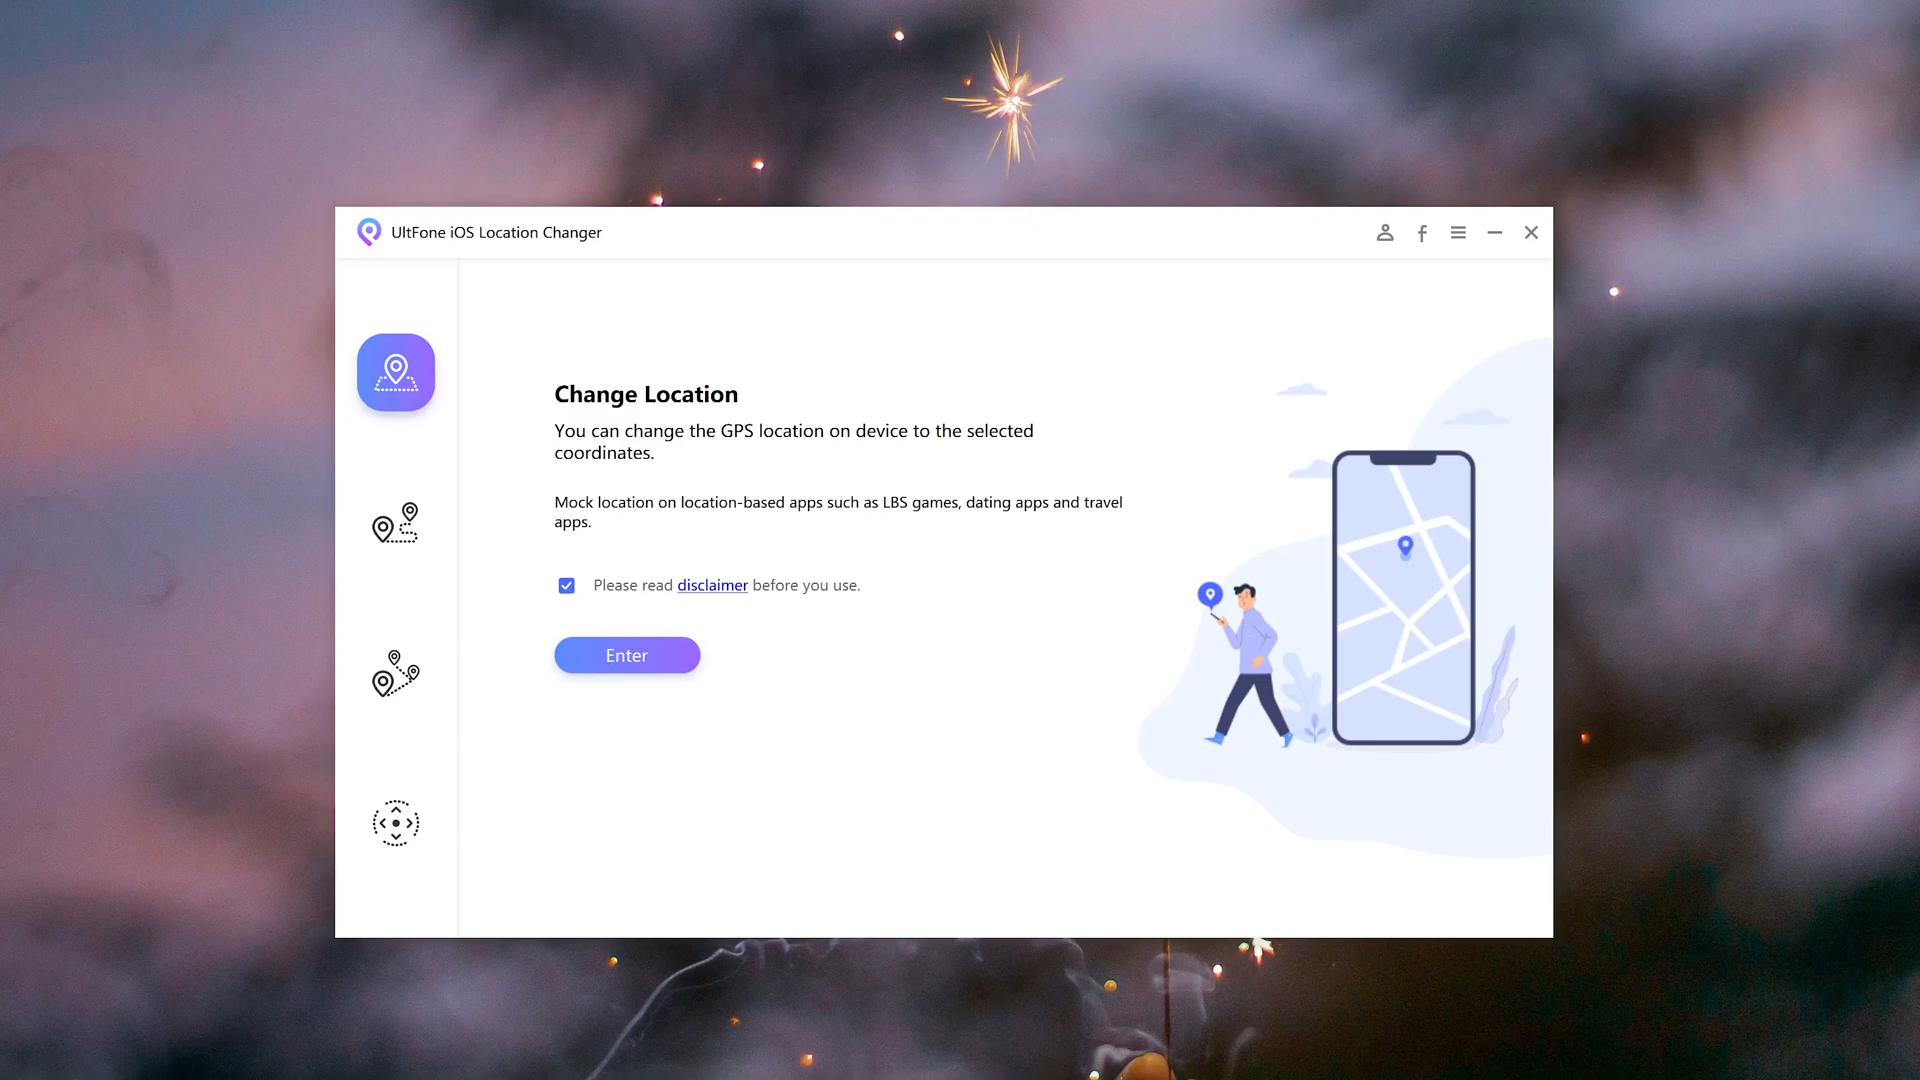 UltFone iOS Location Changer
Change Location
You can change the GPS location on device to the selected
coordinates.
Mock location on location-based apps such as LBS games, dating apps and travel
apps.
Please read disclaimer before you use.
Enter